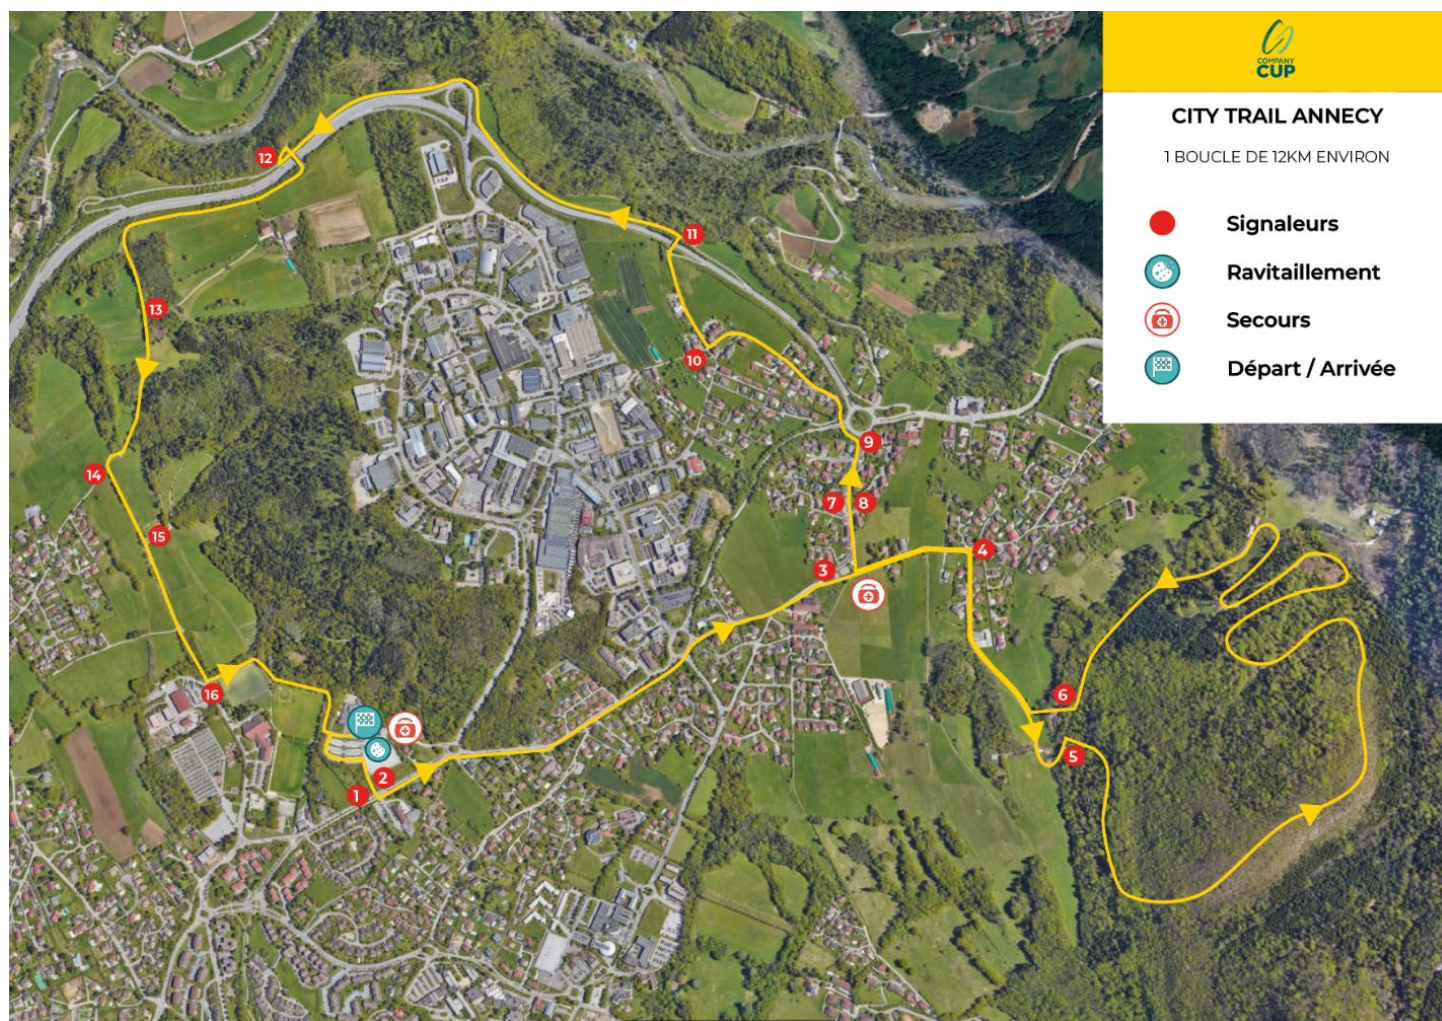 COMPANY
CUP
CITY TRAIL ANNECY
1 BOUCLE DE 12KM ENVIRON
Signaleurs
Ravitaillement
Secours
Départ / Arrivée
12
11
13
10
9
14
7
8
15
4
3
16
6
5
2
1